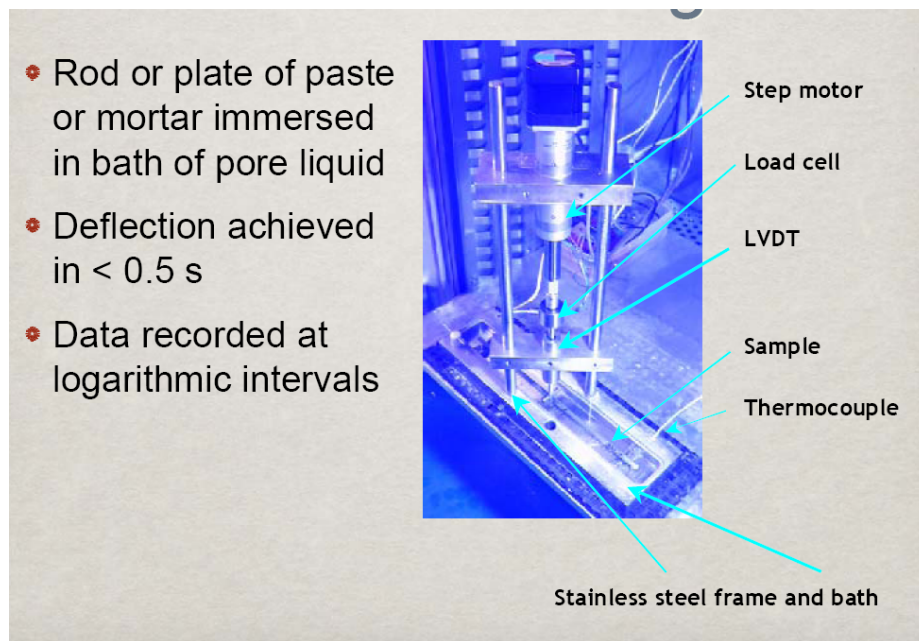 Rod or plate of paste
or mortar immersed
in bath of pore liquid
Deflection achieved
in < 0.5 s
Data recorded at
logarithmic intervals
Step motor
Load cell
LVDT
Sample
Thermocouple
Stainless steel frame and bath